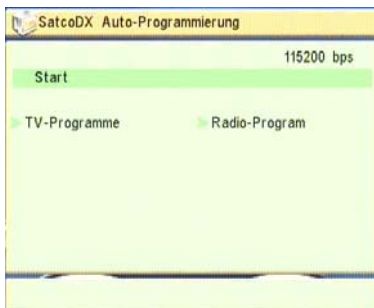 SatcoDX Auto-Programmierung
115200 bps
Start
TV-Programme
Radio-Program